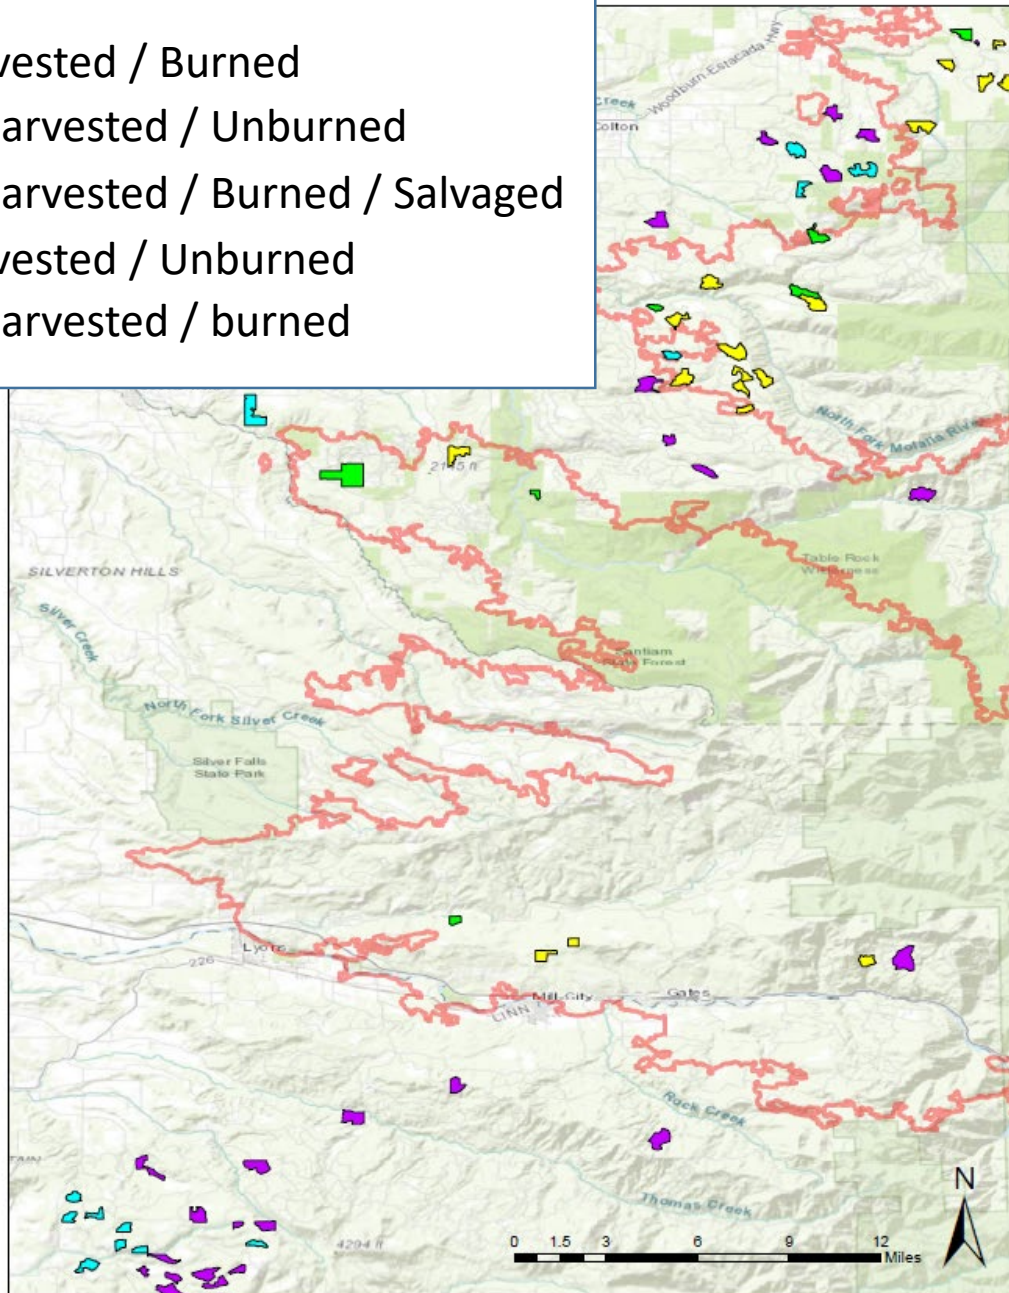 vested / Burned
arvested / Unburned
arvested / Burned / Salvaged
vested / Unburned
arvested / burned
Woodburn-Estacada-Hwy
Creek
Colton
North Fork Molalla River
2145 ft
Table Rock
Wilderness
SILVERTON HILLS
Silver Creek
Santiam
State Forest
North Fork Silver Creek
Silver Falls
State Park
Lyons
226
Mill City
Gates
LINN
Rock Creek
Thomas Creek
4294 ft
N
0 1.5 3 6 9 12
Miles